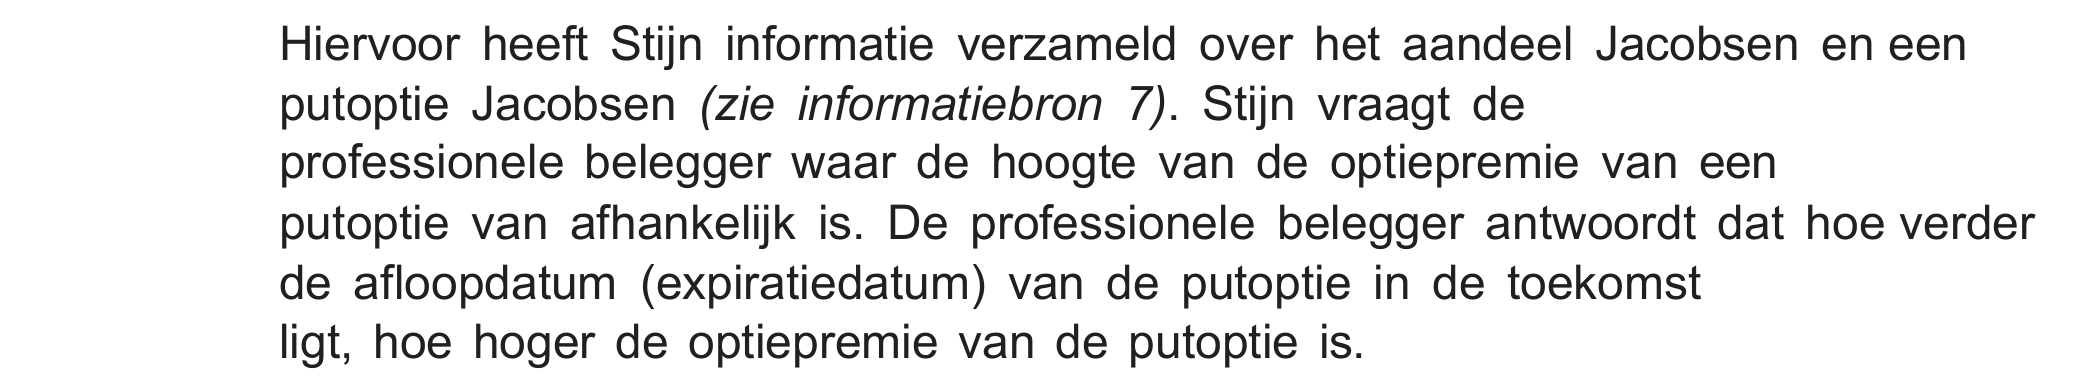 Hiervoor heeft Stijn informatie verzameld over het aandeel Jacobsen en een
putoptie Jacobsen (zie informatiebron 7). Stijn vraagt de
professionele belegger waar de hoogte van de optiepremie van een
putoptie van afhankelijk is. De professionele belegger antwoordt dat hoe verder
de afloopdatum (expiratiedatum) van de putoptie in de toekomst
ligt, hoe hoger de optiepremie van de putoptie is.